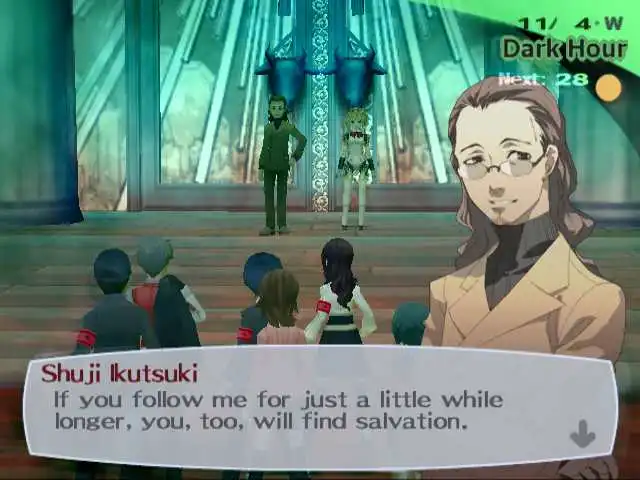 11/ 4·W
Dark Hour
Next: 28
Shuji Ikutsuki
If you follow me for just a little while
longer, you, too, will find salvation.